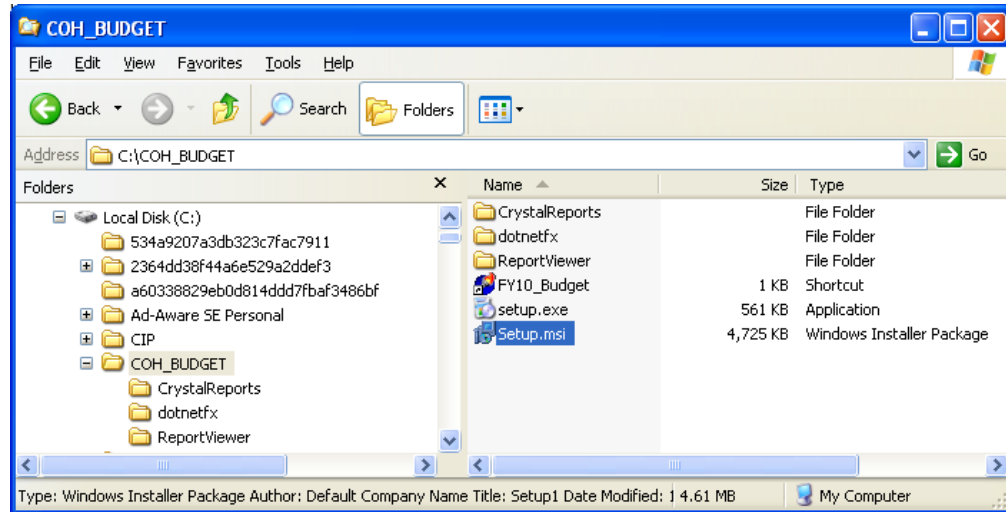 COH_BUDGET
File Edit View Favorites Tools Help
Back Search Folders
Address C:\COH_BUDGET Go
Folders x
Local Disk (C:)
534a9207a3db323c7fac7911
2364dd38f44a6e529a2ddef3
a60338829eb0d814ddd7fbaf3486bf
Ad-Aware SE Personal
CIP
COH_BUDGET
CrystalReports
dotnetfx
ReportViewer
Name Size Type
CrystalReports File Folder
dotnetfx File Folder
ReportViewer File Folder
FY10_Budget 1 KB Shortcut
setup.exe 561 KB Application
Setup.msi 4,725 KB Windows Installer Package
Type: Windows Installer Package Author: Default Company Name Title: Setup1 Date Modified: 1 4.61 MB My Computer